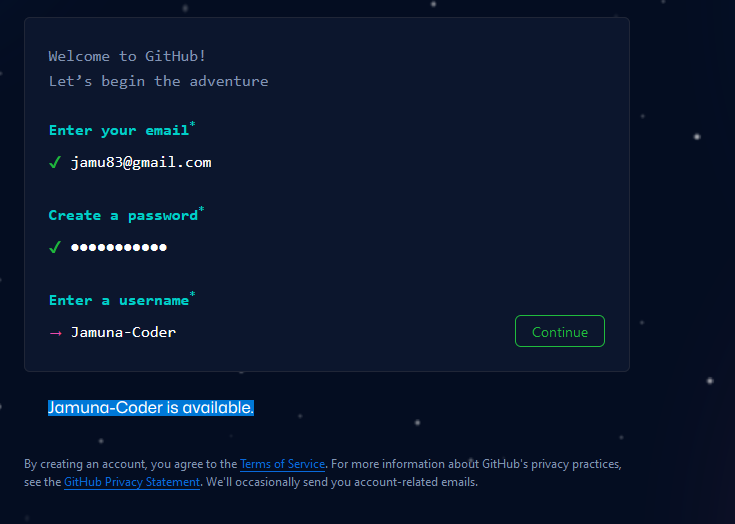 Welcome to GitHub!
Let’s begin the adventure
Enter your email*
✓ jamu83@gmail.com
Create a password*
✓ ●●●●●●●●●●●
Enter a username*
→ Jamuna-Coder
Continue
Jamuna-Coder is available.
By creating an account, you agree to the Terms of Service. For more information about GitHub's privacy practices,
see the GitHub Privacy Statement. We'll occasionally send you account-related emails.